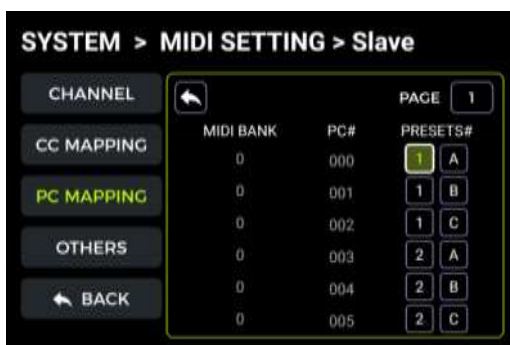 SYSTEM > MIDI SETTING > Slave
CHANNEL
CC MAPPING
PC MAPPING
OTHERS
BACK
PAGE 1
MIDI BANK PC# PRESETS#
0 000 1 A
0 001 1 B
0 002 1 C
0 003 2 A
0 004 2 B
0 005 2 C